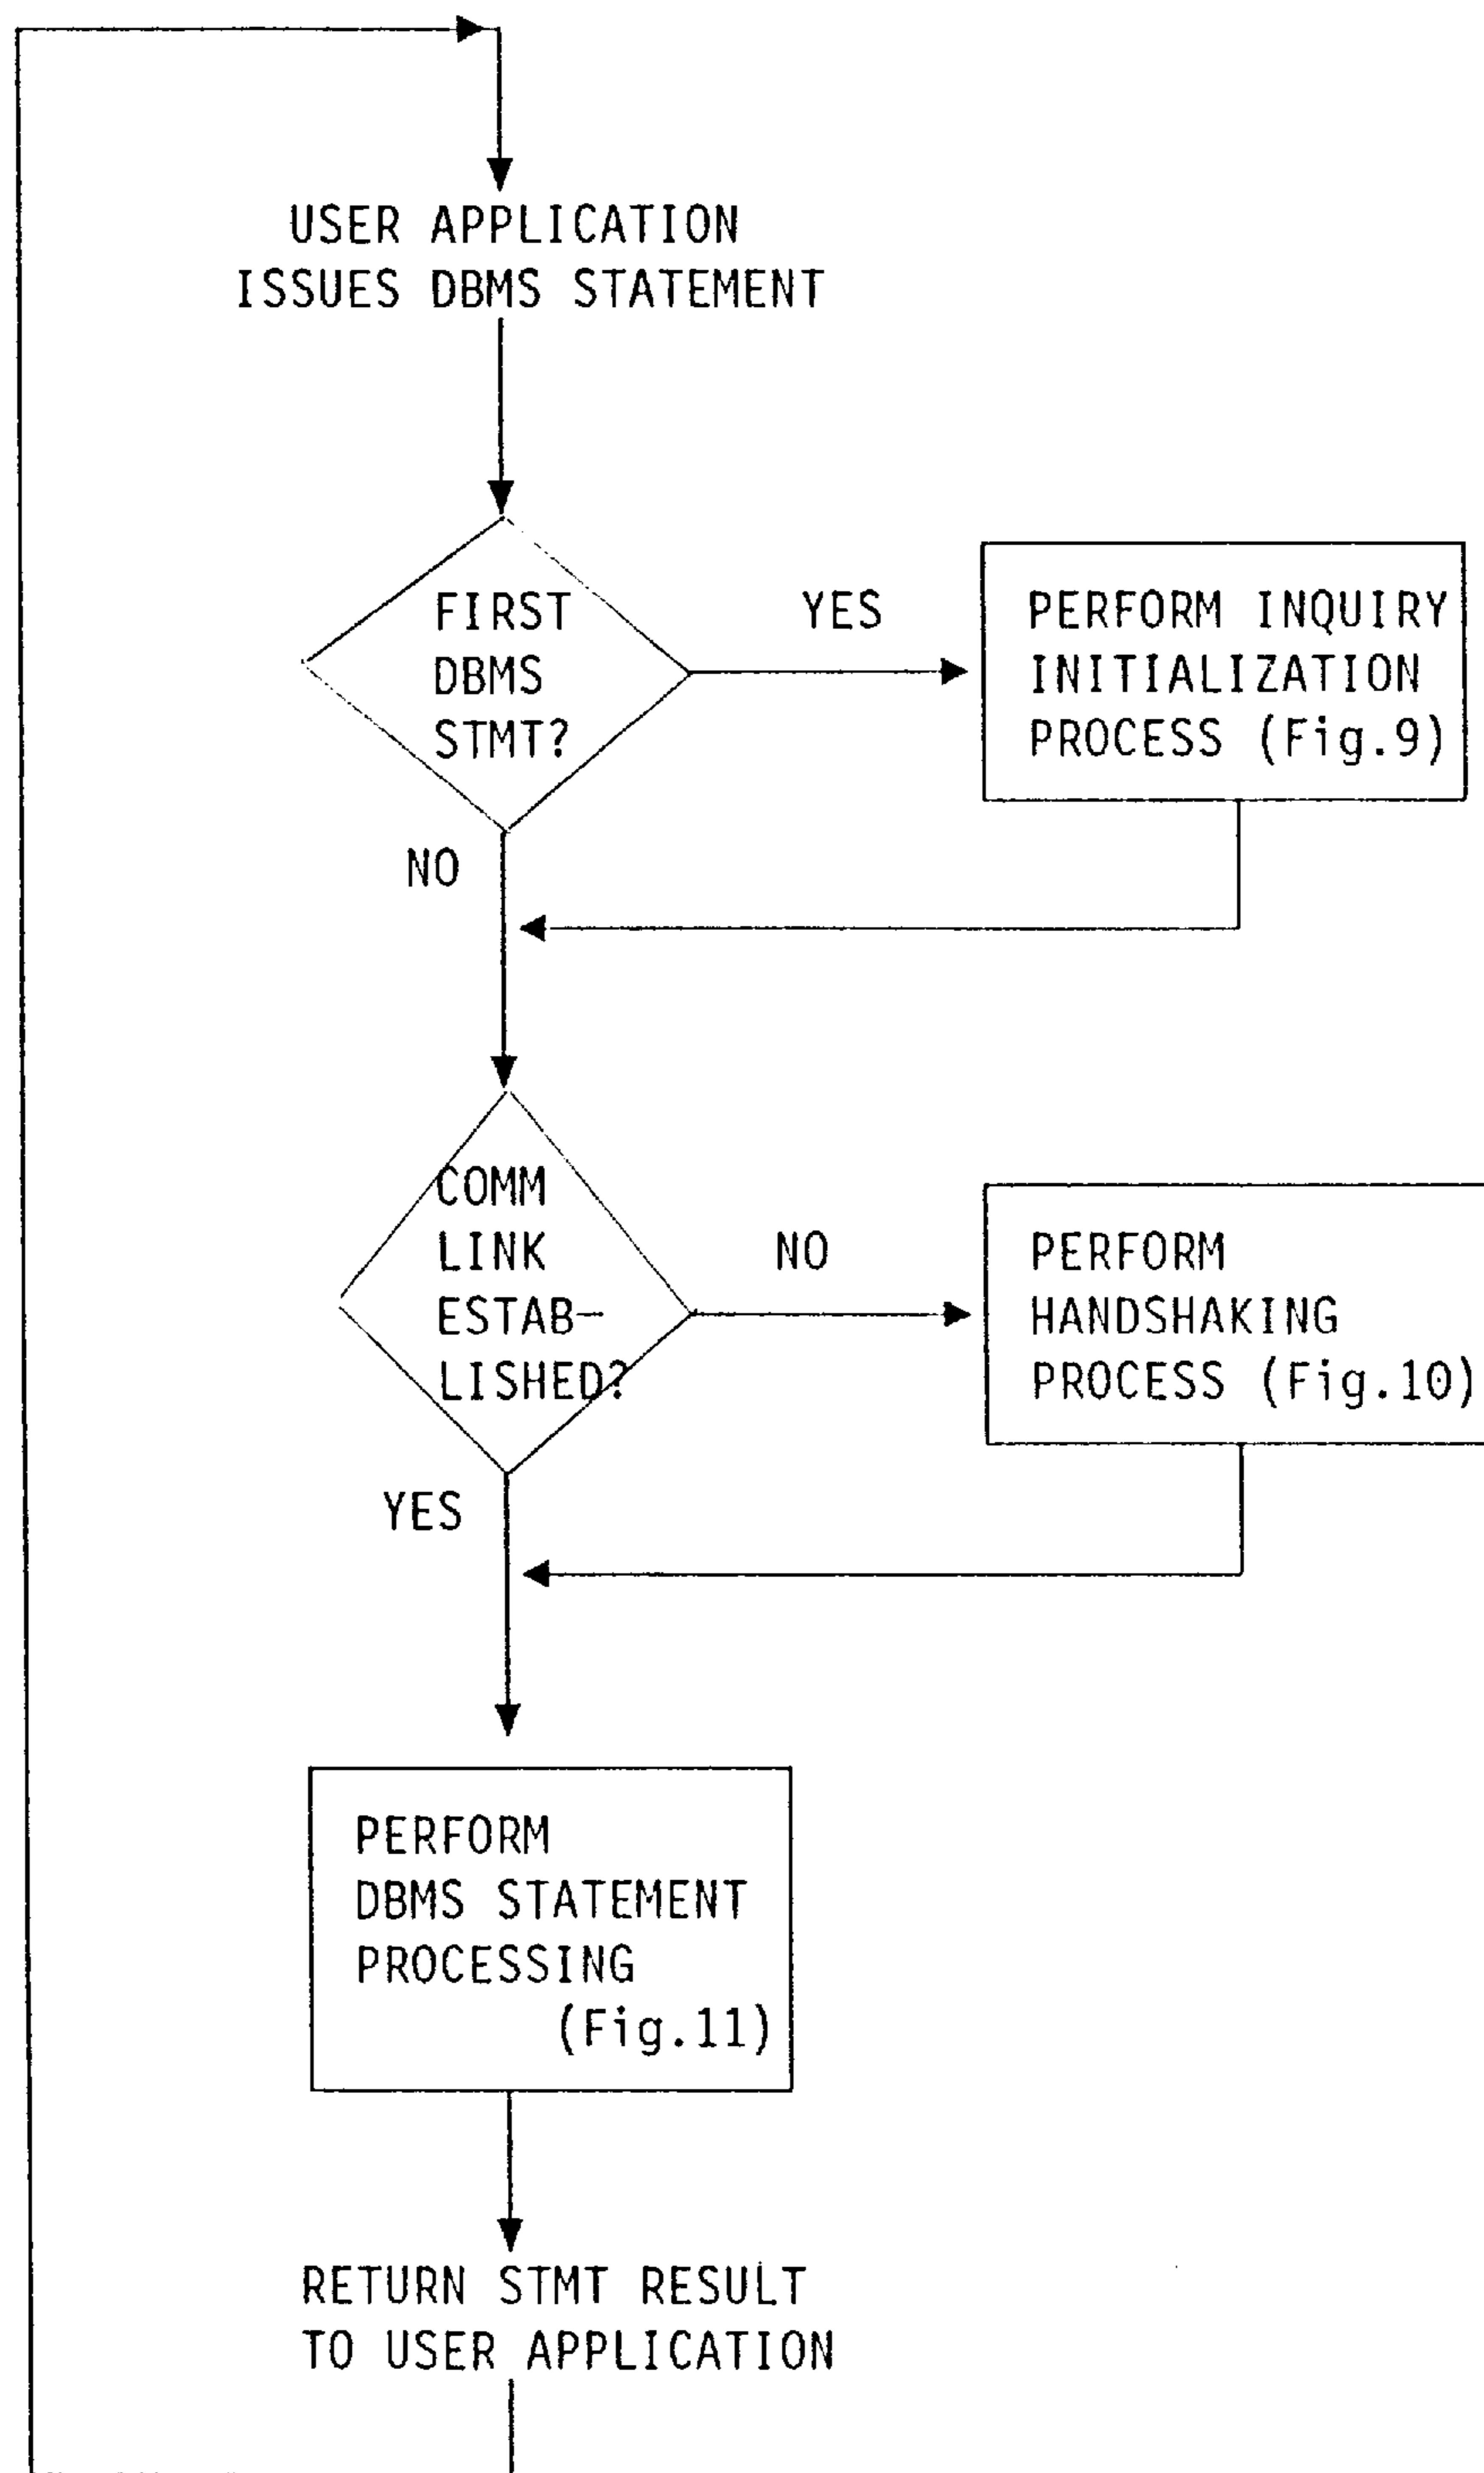 USER APPLICATION
ISSUES DBMS STATEMENT
FIRST
DBMS
STMT?
YES
PERFORM INQUIRY
INITIALIZATION
PROCESS (Fig.9)
NO
COMM
LINK
ESTAB-
LISHED?
NO
PERFORM
HANDSHAKING
PROCESS (Fig.10)
YES
PERFORM
DBMS STATEMENT
PROCESSING
(Fig.11)
RETURN STMT RESULT
TO USER APPLICATION